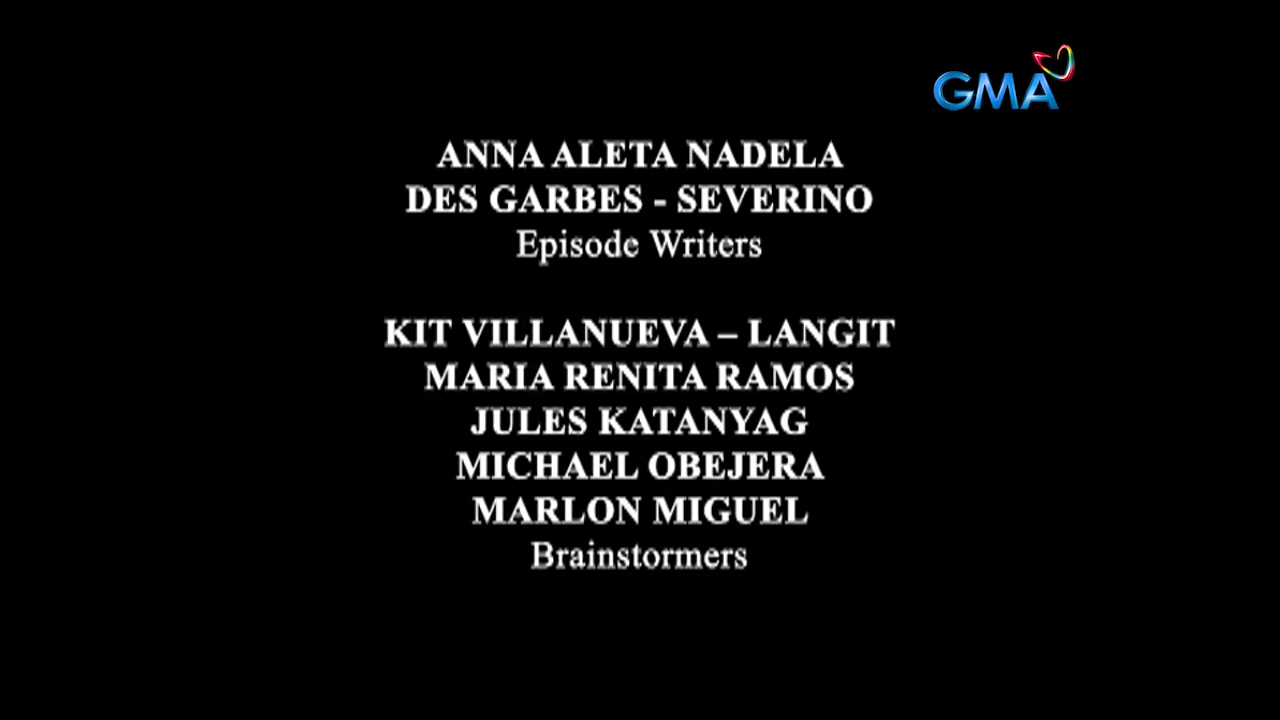 GMA
ANNA ALETA NADELA
DES GARBES - SEVERINO
Episode Writers
KIT VILLANUEVA – LANGIT
MARIA RENITA RAMOS
JULES KATANYAG
MICHAEL OBEJERA
MARLON MIGUEL
Brainstormers